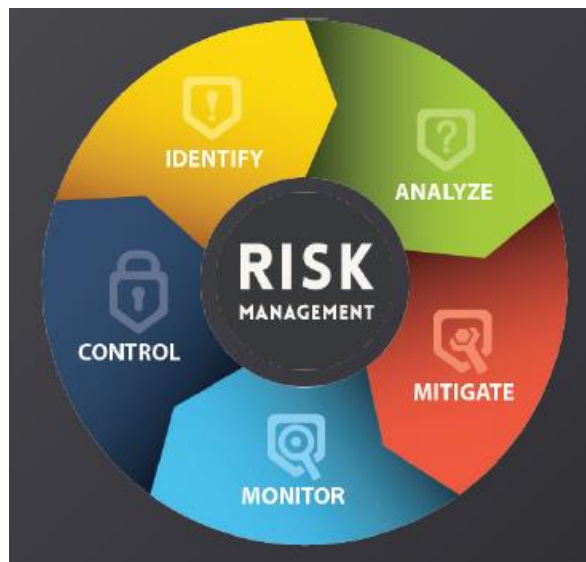 IDENTIFY
ANALYZE
RISK
MANAGEMENT
CONTROL
MITIGATE
MONITOR